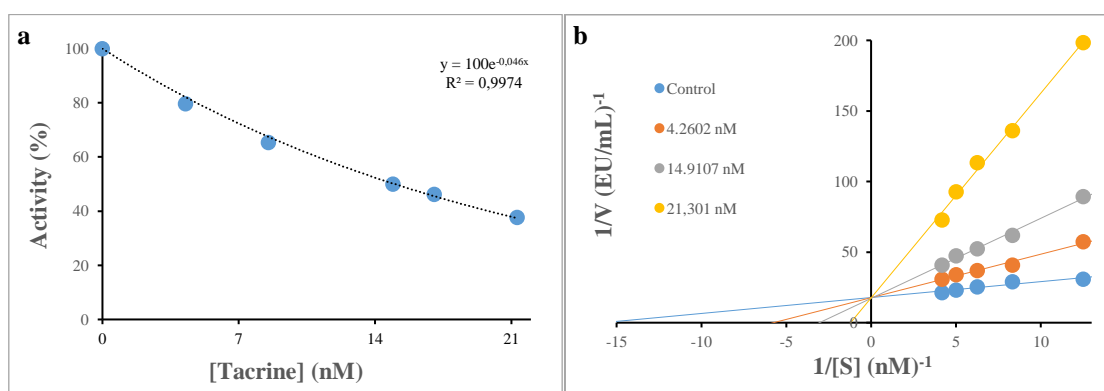 a
100
80
60
40
20
0
Activity (%)
0 7 14 21
[Tacrine] (nM)
y = 100e-0,046x
R² = 0,9974
b
200
150
100
50
0
1/V (EU/mL)-1
Control
4.2602 nM
14.9107 nM
21,301 nM
-15 -10 -5 0 5 10
1/[S] (nM)-1